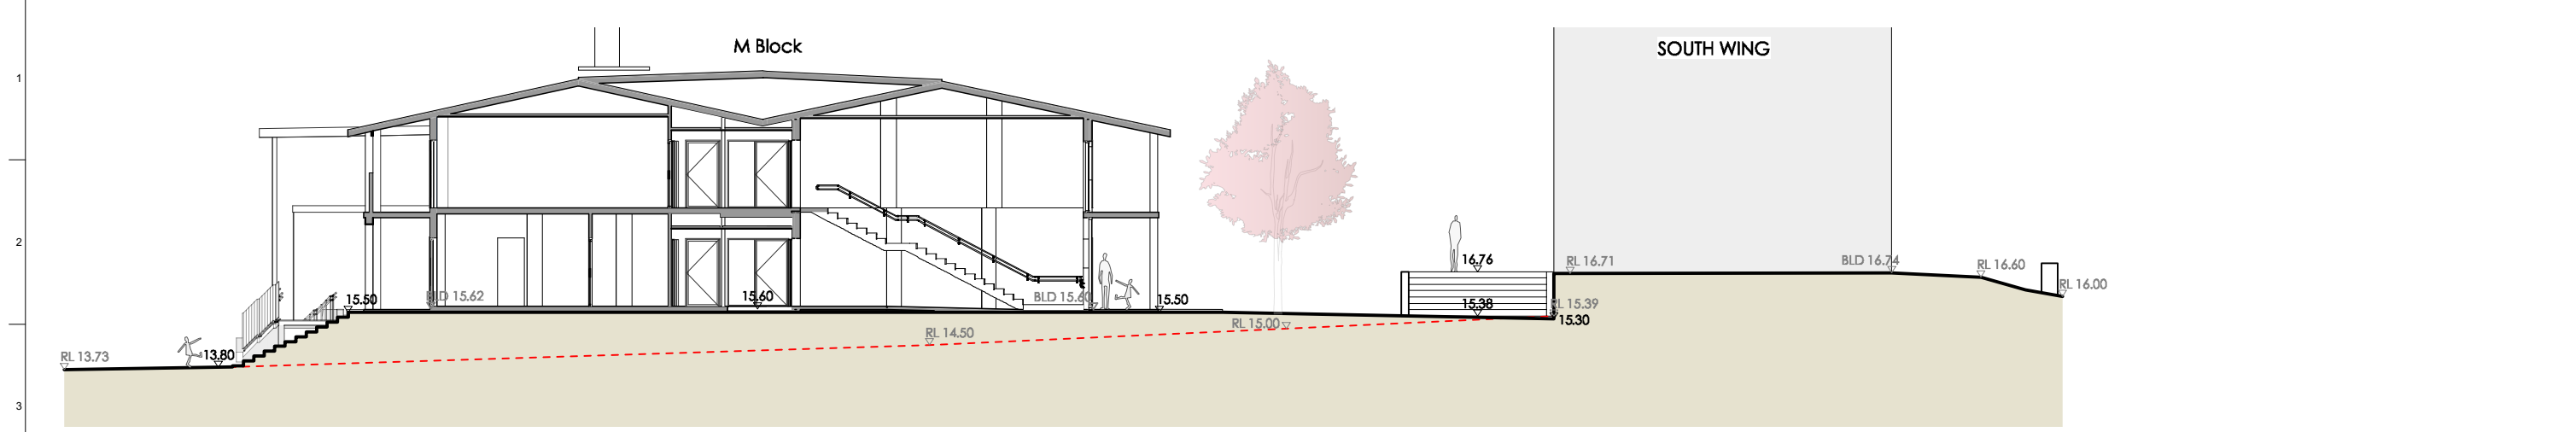 M Block
SOUTH WING
1
2
16.76
RL 16.71
BLD 16.74
RL 16.60
RL 16.00
15.50
BLD 15.62
15.60
BLD 15.60
15.50
15.38
RL 15.39
15.30
RL 15.00
RL 14.50
RL 13.73
13.80
3